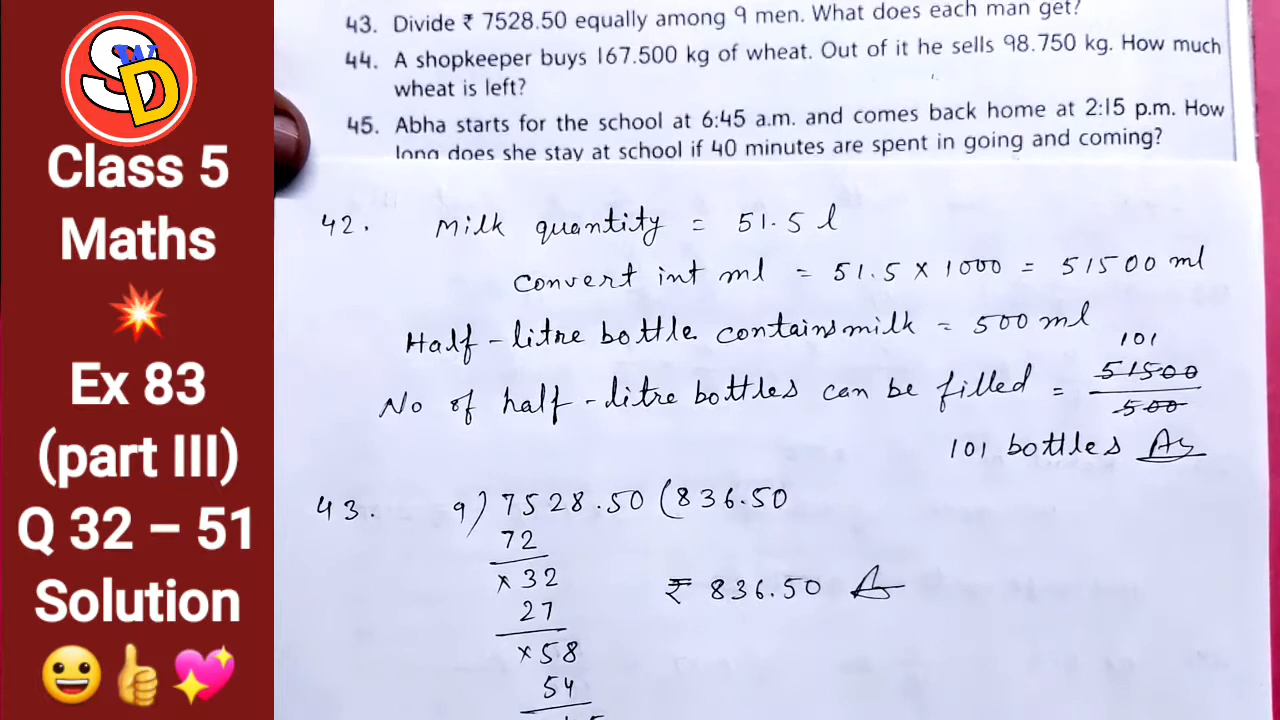 SWD
Class 5
Maths
💥
Ex 83
(part III)
Q 32 – 51
Solution
😀👍💖
43. Divide ₹ 7528.50 equally among 9 men. What does each man get?
44. A shopkeeper buys 167.500 kg of wheat. Out of it he sells 98.750 kg. How much
wheat is left?
45. Abha starts for the school at 6:45 a.m. and comes back home at 2:15 p.m. How
long does she stay at school if 40 minutes are spent in going and coming?
42. Milk quantity = 51.5 l
Convert int ml = 51.5 x 1000 = 51500 ml
Half-litre bottle contains milk = 500 ml
101
No of half-litre bottles can be filled = 51500
500
101 bottles As
43. 9) 7528.50 (836.50
72
x 32
₹ 836.50 A
27
x 58
54